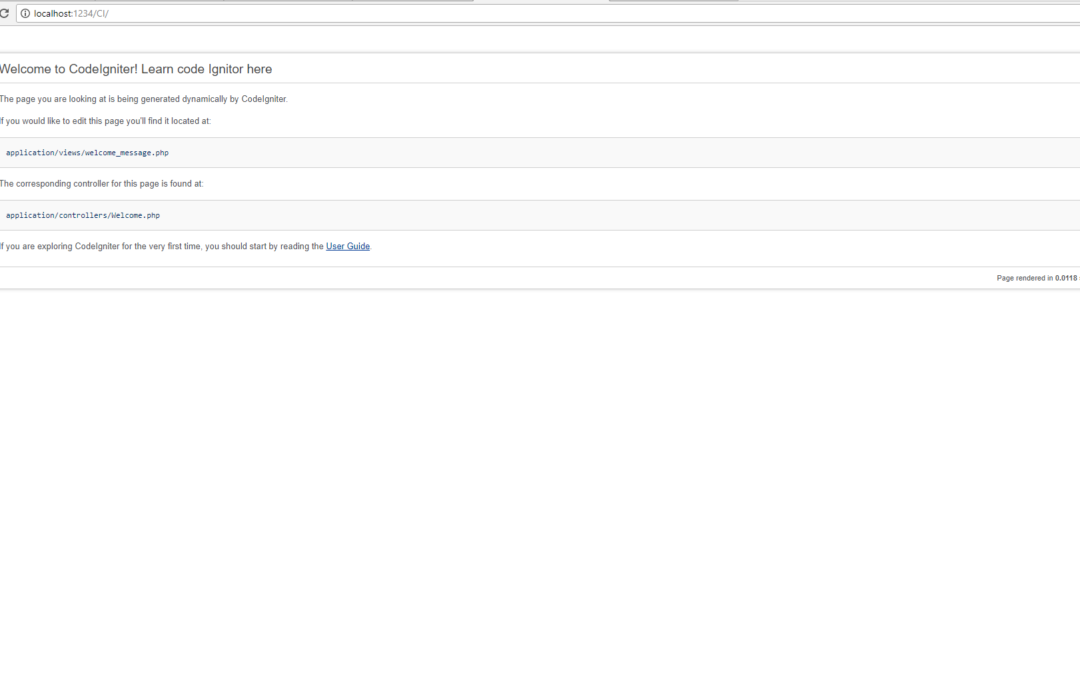 localhost:1234/CI/
Welcome to CodeIgniter! Learn code Ignitor here
The page you are looking at is being generated dynamically by CodeIgniter.
If you would like to edit this page you'll find it located at:
application/views/welcome_message.php
The corresponding controller for this page is found at:
application/controllers/Welcome.php
If you are exploring CodeIgniter for the very first time, you should start by reading the User Guide
Page rendered in 0.0118